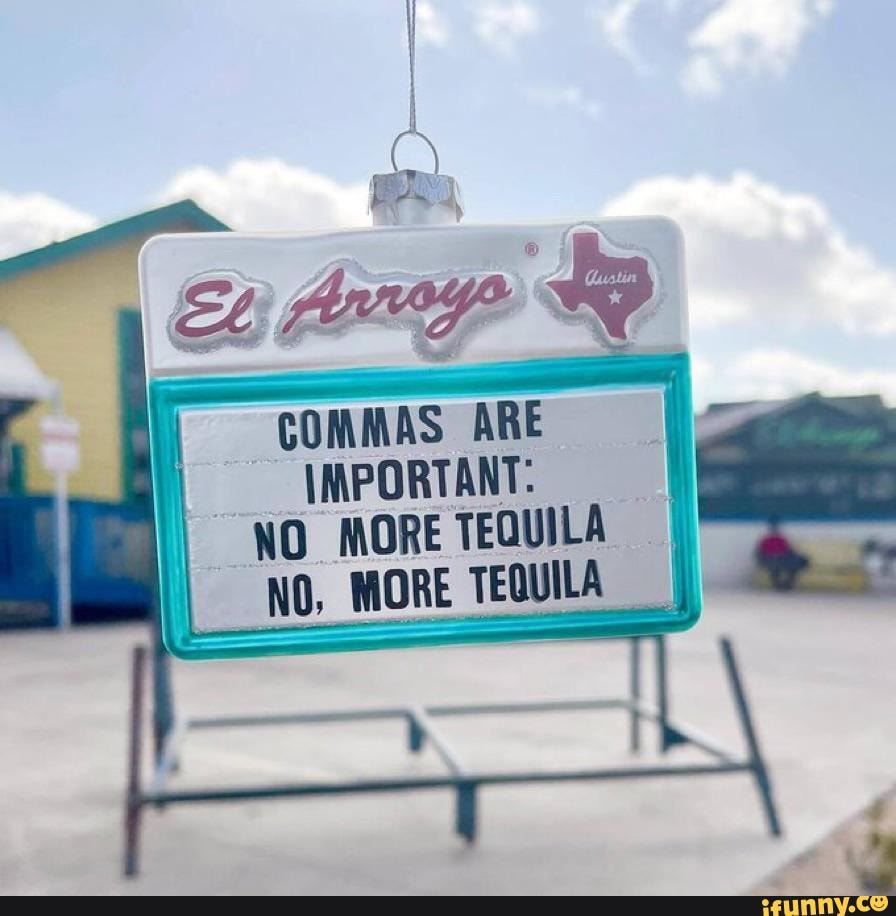 El Arroyo ®
Austin
COMMAS ARE
IMPORTANT:
NO MORE TEQUILA
NO, MORE TEQUILA
ifunny.co